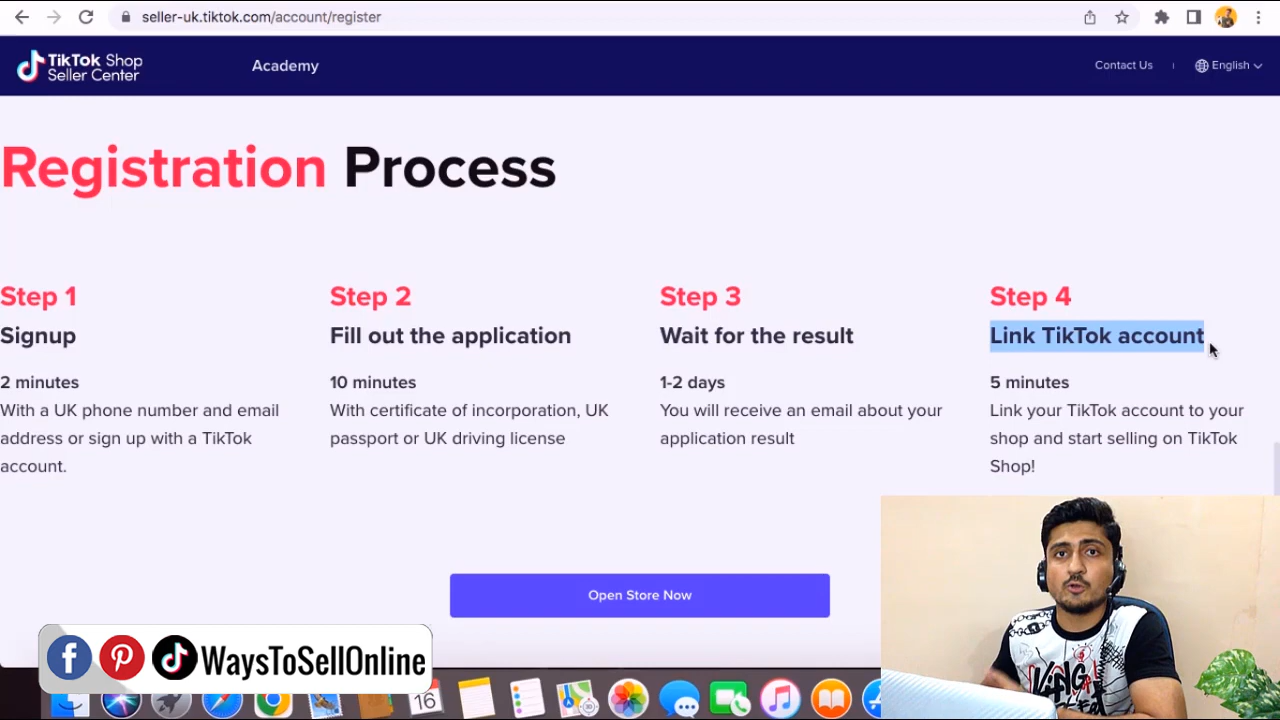 seller-uk.tiktok.com/account/register
TikTok Shop
Seller Center
Academy
Contact Us
English
Registration Process
Step 1
Signup
2 minutes
With a UK phone number and email
address or sign up with a TikTok
account.
Step 2
Fill out the application
10 minutes
With certificate of incorporation, UK
passport or UK driving license
Step 3
Wait for the result
1-2 days
You will receive an email about your
application result
Step 4
Link TikTok account
5 minutes
Link your TikTok account to your
shop and start selling on TikTok
Shop!
Open Store Now
WaysToSellOnline
16